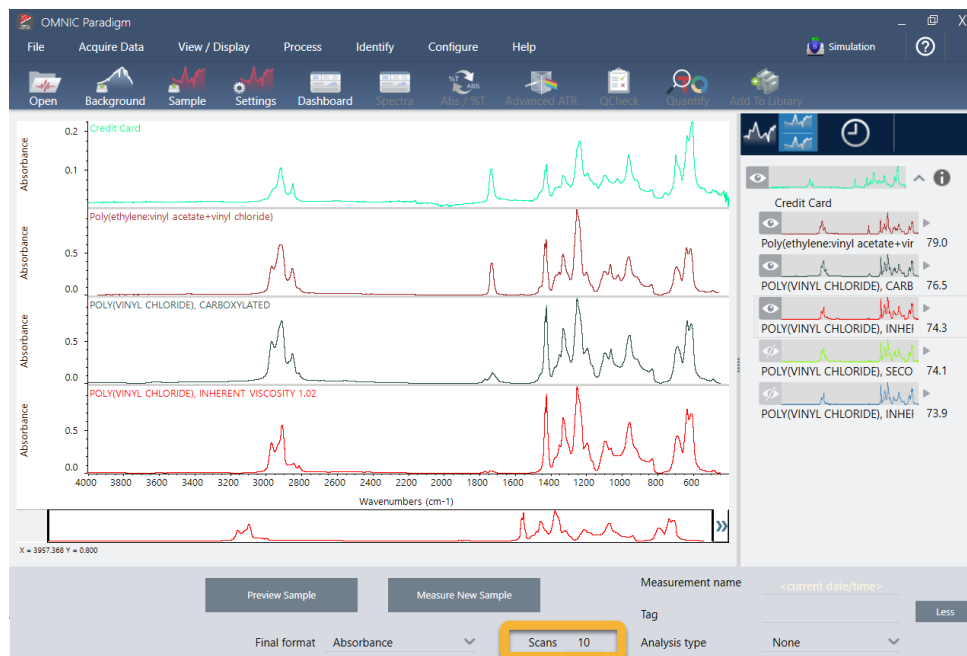 OMNIC Paradigm
File Acquire Data View / Display Process Identify Configure Help Simulation
Open Background Sample Settings Dashboard Spectra Abs / %T Advanced ATR QCheck Quantify Add To Library
Credit Card
Absorbance
0.2
0.1
Poly(ethylene:vinyl acetate+vinyl chloride)
Absorbance
0.5
0.0
POLY(VINYL CHLORIDE), CARBOXYLATED
Absorbance
0.5
0.0
POLY(VINYL CHLORIDE), INHERENT VISCOSITY 1.02
Absorbance
0.5
0.0
4000 3800 3600 3400 3200 3000 2800 2600 2400 2200 2000 1800 1600 1400 1200 1000 800 600
Wavenumbers (cm-1)
X = 3957.368 Y = 0.800
Credit Card
Poly(ethylene:vinyl acetate+vir 79.0
POLY(VINYL CHLORIDE), CARB 76.5
POLY(VINYL CHLORIDE), INHEI 74.3
POLY(VINYL CHLORIDE), SECO 74.1
POLY(VINYL CHLORIDE), INHEI 73.9
Preview Sample Measure New Sample
Measurement name <current date/time>
Tag
Less
Final format Absorbance Scans 10 Analysis type None